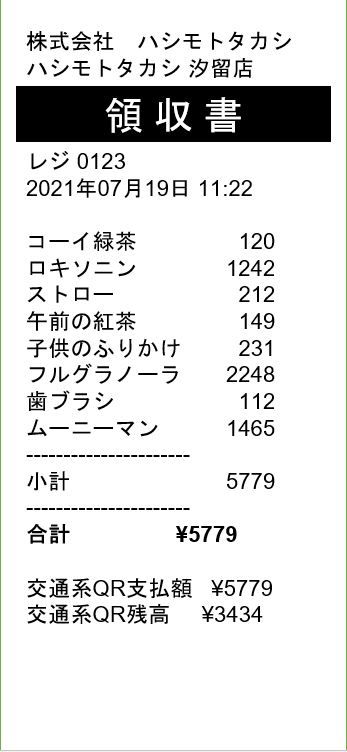 株式会社　ハシモトタカシ
ハシモトタカシ 汐留店
領 収 書
レジ 0123
2021年07月19日 11:22
コーイ緑茶 120
ロキソニン 1242
ストロー 212
午前の紅茶 149
子供のふりかけ 231
フルグラノーラ 2248
歯ブラシ 112
ムーニーマン 1465
----------------------
小計 5779
----------------------
合計 ¥5779
交通系QR支払額 ¥5779
交通系QR残高 ¥3434